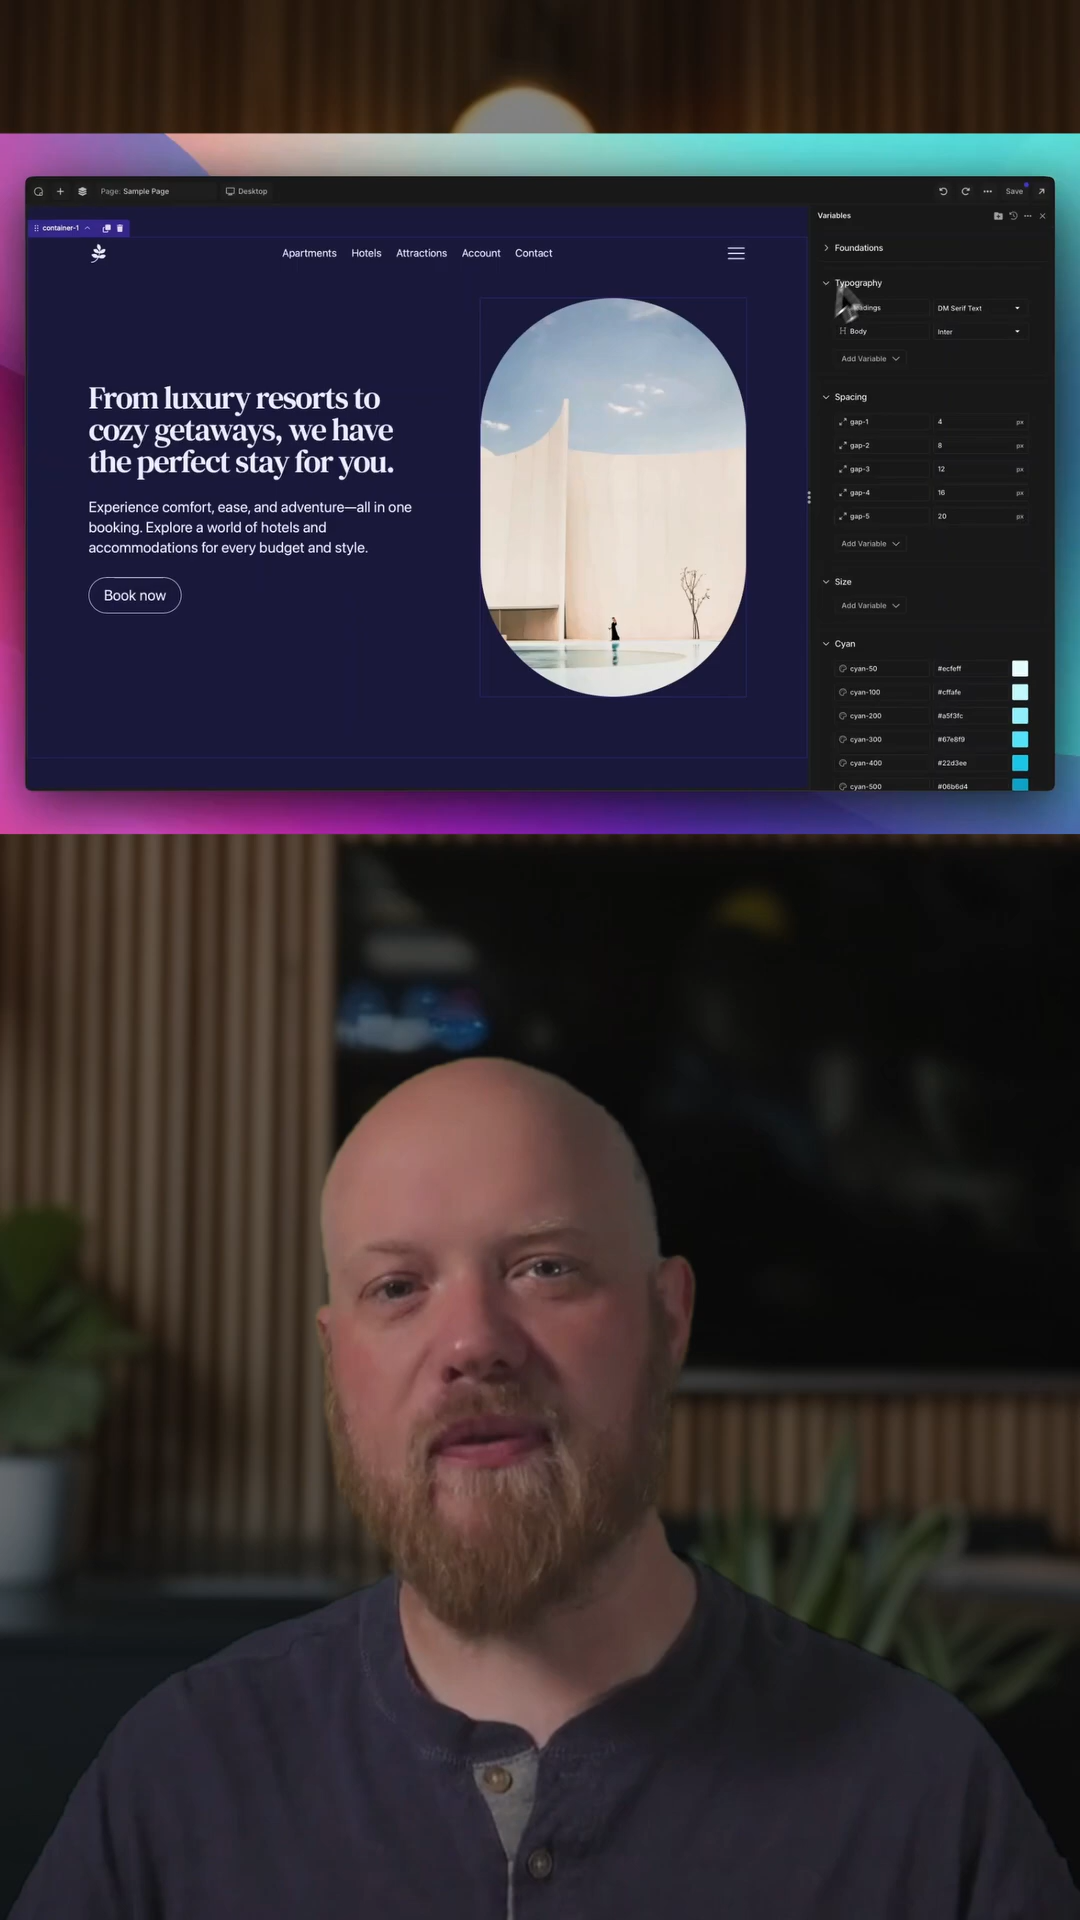 Page: Sample Page
Desktop
Save
container-1
Apartments Hotels Attractions Account Contact
From luxury resorts to
cozy getaways, we have
the perfect stay for you.
Experience comfort, ease, and adventure—all in one
booking. Explore a world of hotels and
accommodations for every budget and style.
Book now
Variables
Foundations
Typography
DM Serif Text
Body Inter
Add Variable
Spacing
gap-1 4 px
gap-2 8 px
gap-3 12 px
gap-4 16 px
gap-5 20 px
Add Variable
Size
Add Variable
Cyan
cyan-50 #ecfeff
cyan-100 #cffafe
cyan-200 #a5f3fc
cyan-300 #67e8f9
cyan-400 #22d3ee
cyan-500 #06b6d4